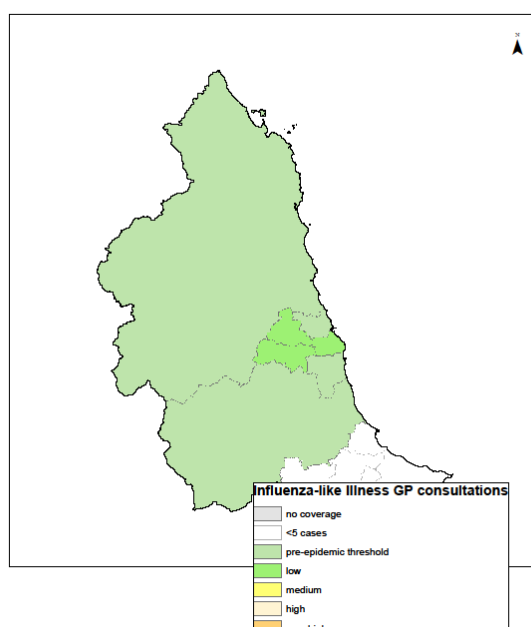 N
Influenza-like Illness GP consultations
no coverage
<5 cases
pre-epidemic threshold
low
medium
high